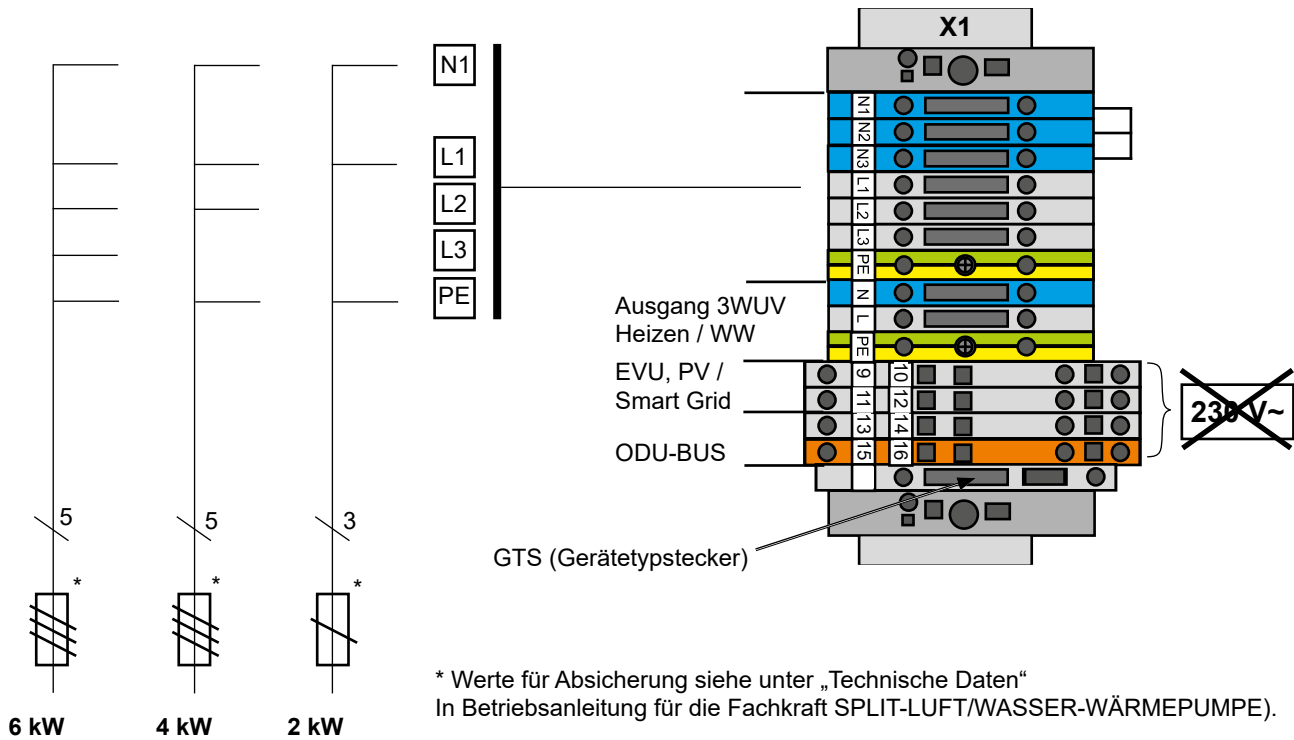 X1
N1
L1
L2
L3
PE
N1
N2
N3
L1
L2
L3
PE
N
L
PE
9 10
11 12
13 14
15 16
Ausgang 3WUV
Heizen / WW
EVU, PV /
Smart Grid
ODU-BUS
230 V~
GTS (Gerätetypstecker)
5 5 3
* * *
6 kW 4 kW 2 kW
* Werte für Absicherung siehe unter „Technische Daten“
In Betriebsanleitung für die Fachkraft SPLIT-LUFT/WASSER-WÄRMEPUMPE).